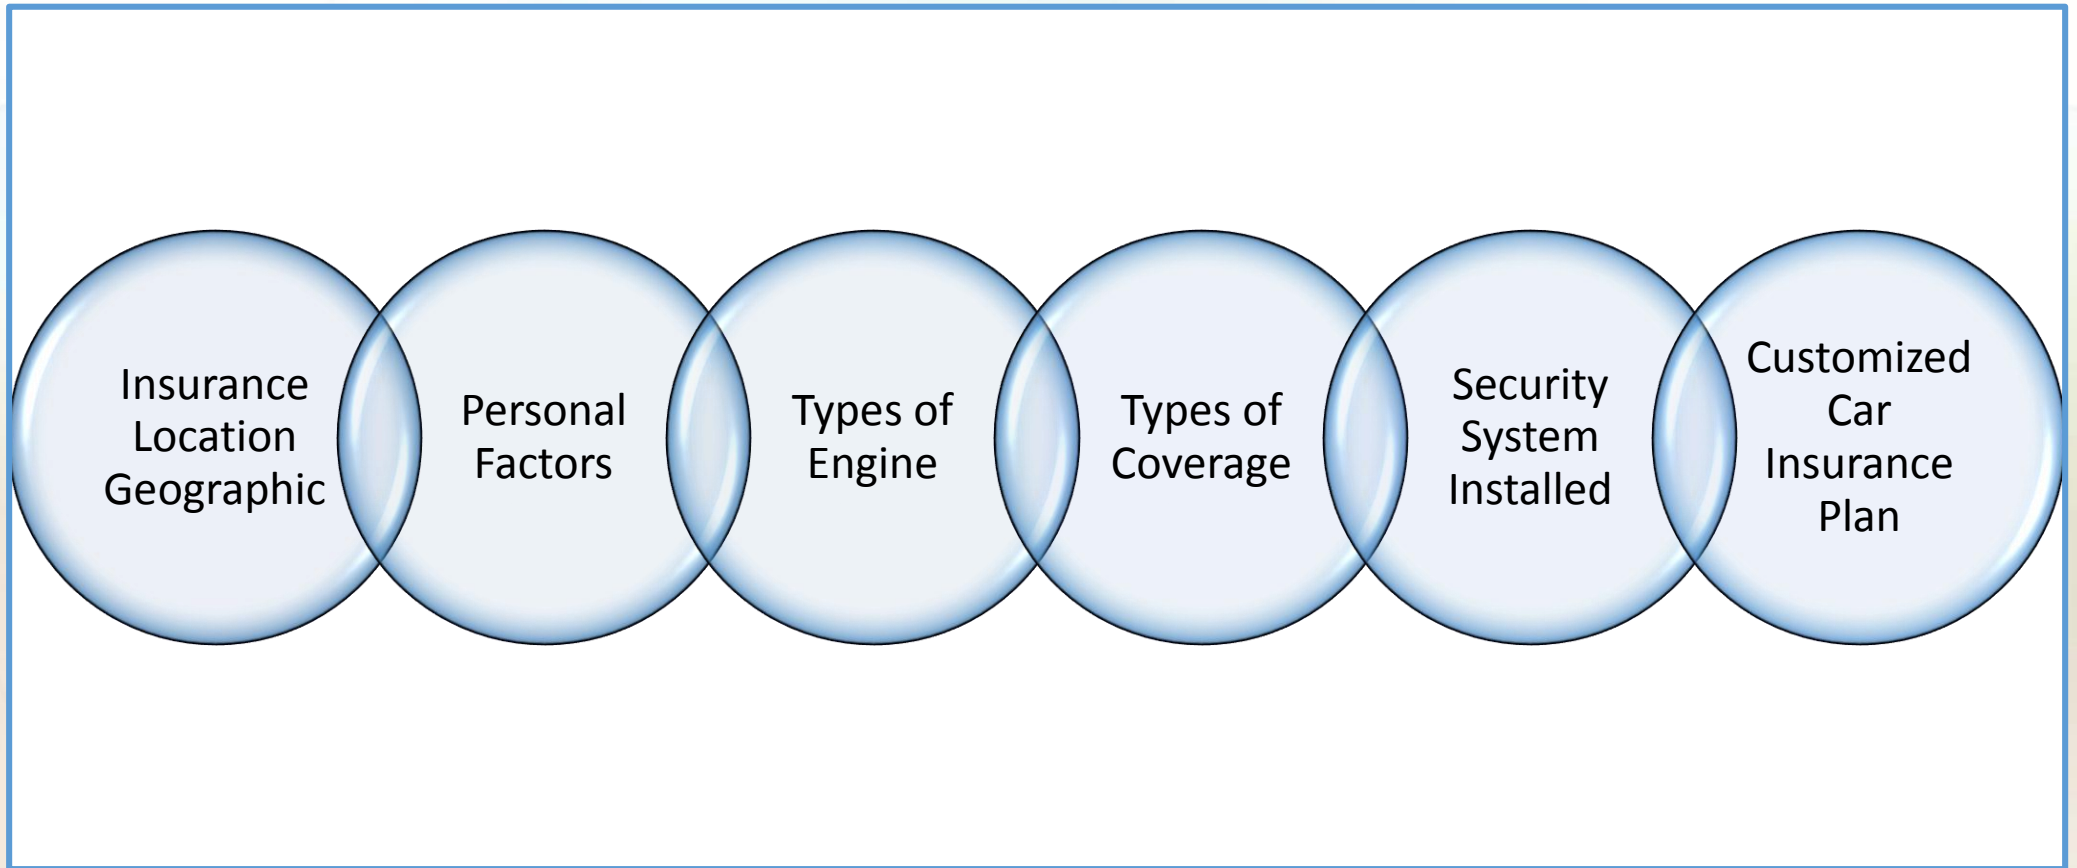 Insurance
Location
Geographic
Personal
Factors
Types of
Engine
Types of
Coverage
Security
System
Installed
Customized
Car
Insurance
Plan